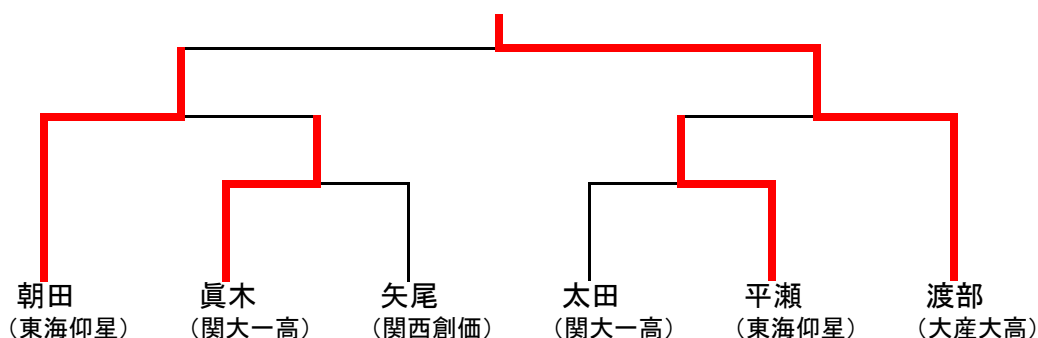 朝田 眞木 矢尾 太田 平瀬 渡部
（東海仰星） （関大一高） （関西創価） （関大一高） （東海仰星） （大産大高）